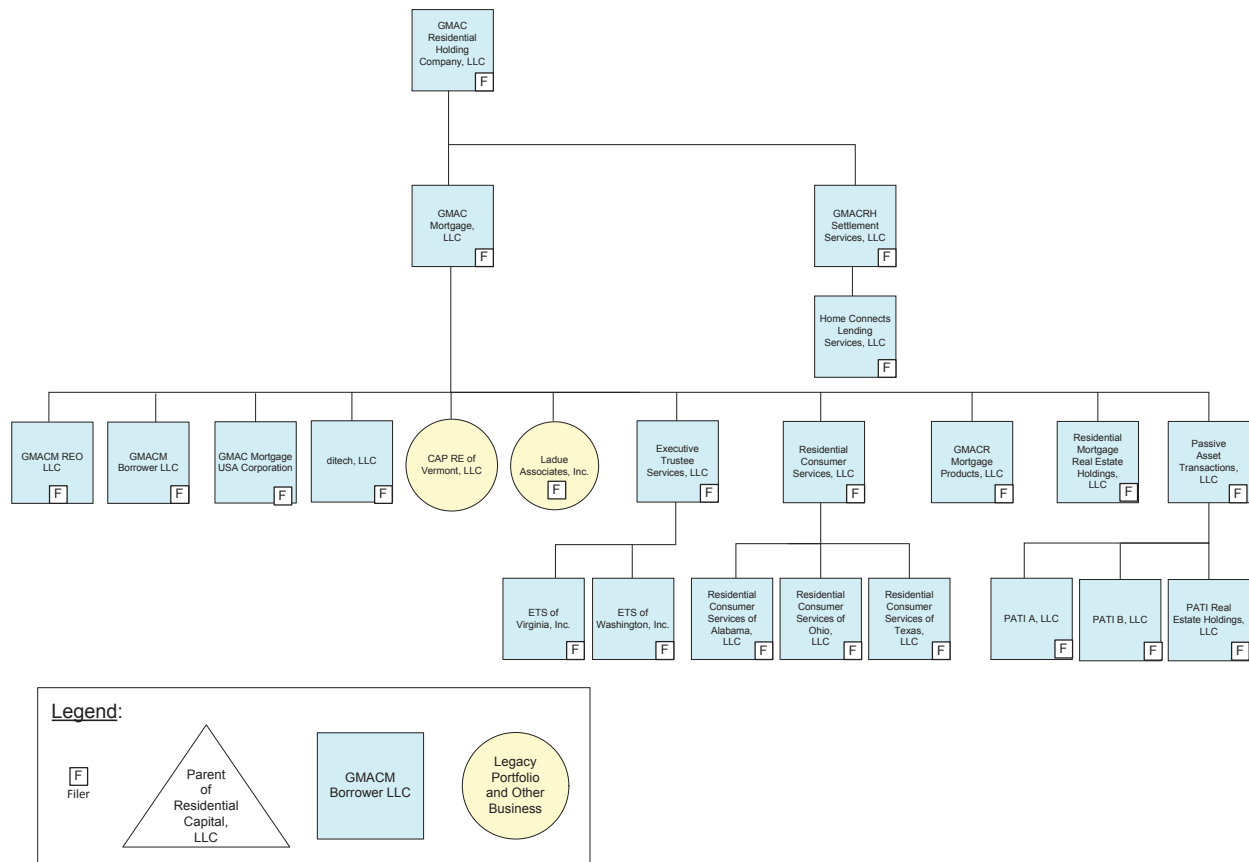 GMAC
Residential
Holding
Company, LLC
F
GMAC
Mortgage,
LLC
F
GMACRH
Settlement
Services, LLC
F
Home Connects
Lending
Services, LLC
F
GMACM REO
LLC
F
GMACM
Borrower LLC
F
GMAC Mortgage
USA Corporation
F
ditech, LLC
F
CAP RE of
Vermont, LLC
Ladue
Associates, Inc.
F
Executive
Trustee
Services, LLC
F
Residential
Consumer
Services, LLC
F
GMACR
Mortgage
Products, LLC
F
Residential
Mortgage
Real Estate
Holdings,
LLC
F
Passive
Asset
Transactions,
LLC
F
ETS of
Virginia, Inc.
F
ETS of
Washington, Inc.
F
Residential
Consumer
Services of
Alabama,
LLC
F
Residential
Consumer
Services of
Ohio, LLC
F
Residential
Consumer
Services of
Texas, LLC
F
PATI A, LLC
F
PATI B, LLC
F
PATI Real
Estate Holdings,
LLC
F
Legend:
F
Filer
Parent
of
Residential
Capital,
LLC
GMACM
Borrower LLC
Legacy
Portfolio
and Other
Business